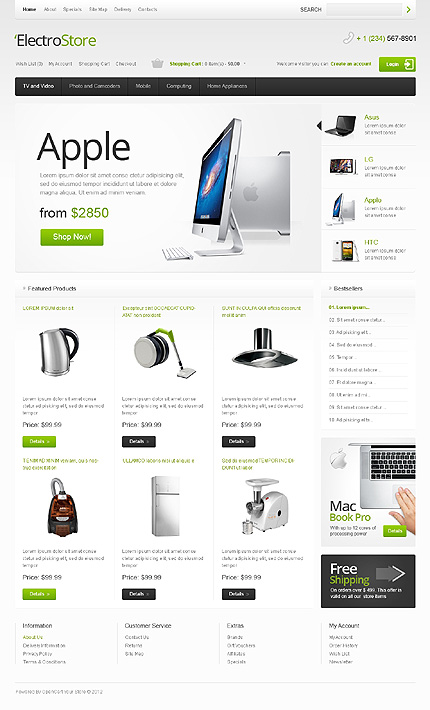 Home About Specials Site Map Delivery Contacts
SEARCH
'ElectroStore
+ 1 (234) 567-8901
Wish List (0) My Account Shopping Cart Checkout
Shopping Cart: 0 item(s) - $0.00
Welcome visitor you can Create an account
Login
TV and Video Photo and Camcoders Mobile Computing Home Appliances
Apple
Lorem ipsum dolor sit amet conse ctetur adipisicing elit,
sed do eiusmod tempor incididunt ut labore et dolore
magna aliqua. Ut enim ad minim veniam.
from $2850
Shop Now!
Asus
Lorem ipsum dolor
sit amet conse
LG
Lorem ipsum dolor
sit amet conse
Apple
Lorem ipsum dolor
sit amet conse
HTC
Lorem ipsum dolor
sit amet conse
Featured Products
LOREM IPSUM dolor sit
Excepteur sint OCCAECAT CUPID
ATAT non proident
SUNT IN CULPA QUI officia deserunt
mollit anim
Lorem ipsum dolor sit amet conse
ctetur adipisicing elit, sed do eiusmod
tempor
Price: $99.99
Details
Lorem ipsum dolor sit amet conse
ctetur adipisicing elit, sed do eiusmod
tempor
Price: $99.99
Details
Lorem ipsum dolor sit amet conse
ctetur adipisicing elit, sed do eiusmod
tempor
Price: $99.99
Details
ULLAMCO laboris nisi ut aliquip
Sed do eiusmod TEMPOR INC DI
DUNT ut labor
Lorem ipsum dolor sit amet conse
ctetur adipisicing elit, sed do eiusmod
tempor
Price: $99.99
Details
Lorem ipsum dolor sit amet conse
ctetur adipisicing elit, sed do eiusmod
tempor
Price: $99.99
Details
Lorem ipsum dolor sit amet conse
ctetur adipisicing elit, sed do eiusmod
tempor
Price: $99.99
Details
Bestsellers
01. Lorem ipsum...
02. Sit amet conse ctetur...
03. Adipisicing elit...
04. Sed do eiusmod...
05. Tempor...
06. Incididunt ut labore...
07. Et dolore magna...
08. Ut enim ad mi...
09. Sit amet conse ctetur...
10. Adipisicing elit...
Mac
Book Pro
With up to 12 cores of
processing power
Details
Free
Shipping
On orders over $ 499. This offer is
valid on all our store items
Information
About Us
Delivery Information
Privacy Policy
Terms & Conditions
Customer Service
Contact Us
Returns
Site Map
Extras
Brands
Gift Vouchers
Affiliates
Specials
My Account
My Account
Order History
Wish List
Newsletter
Powered By OpenCart Your Store © 2012